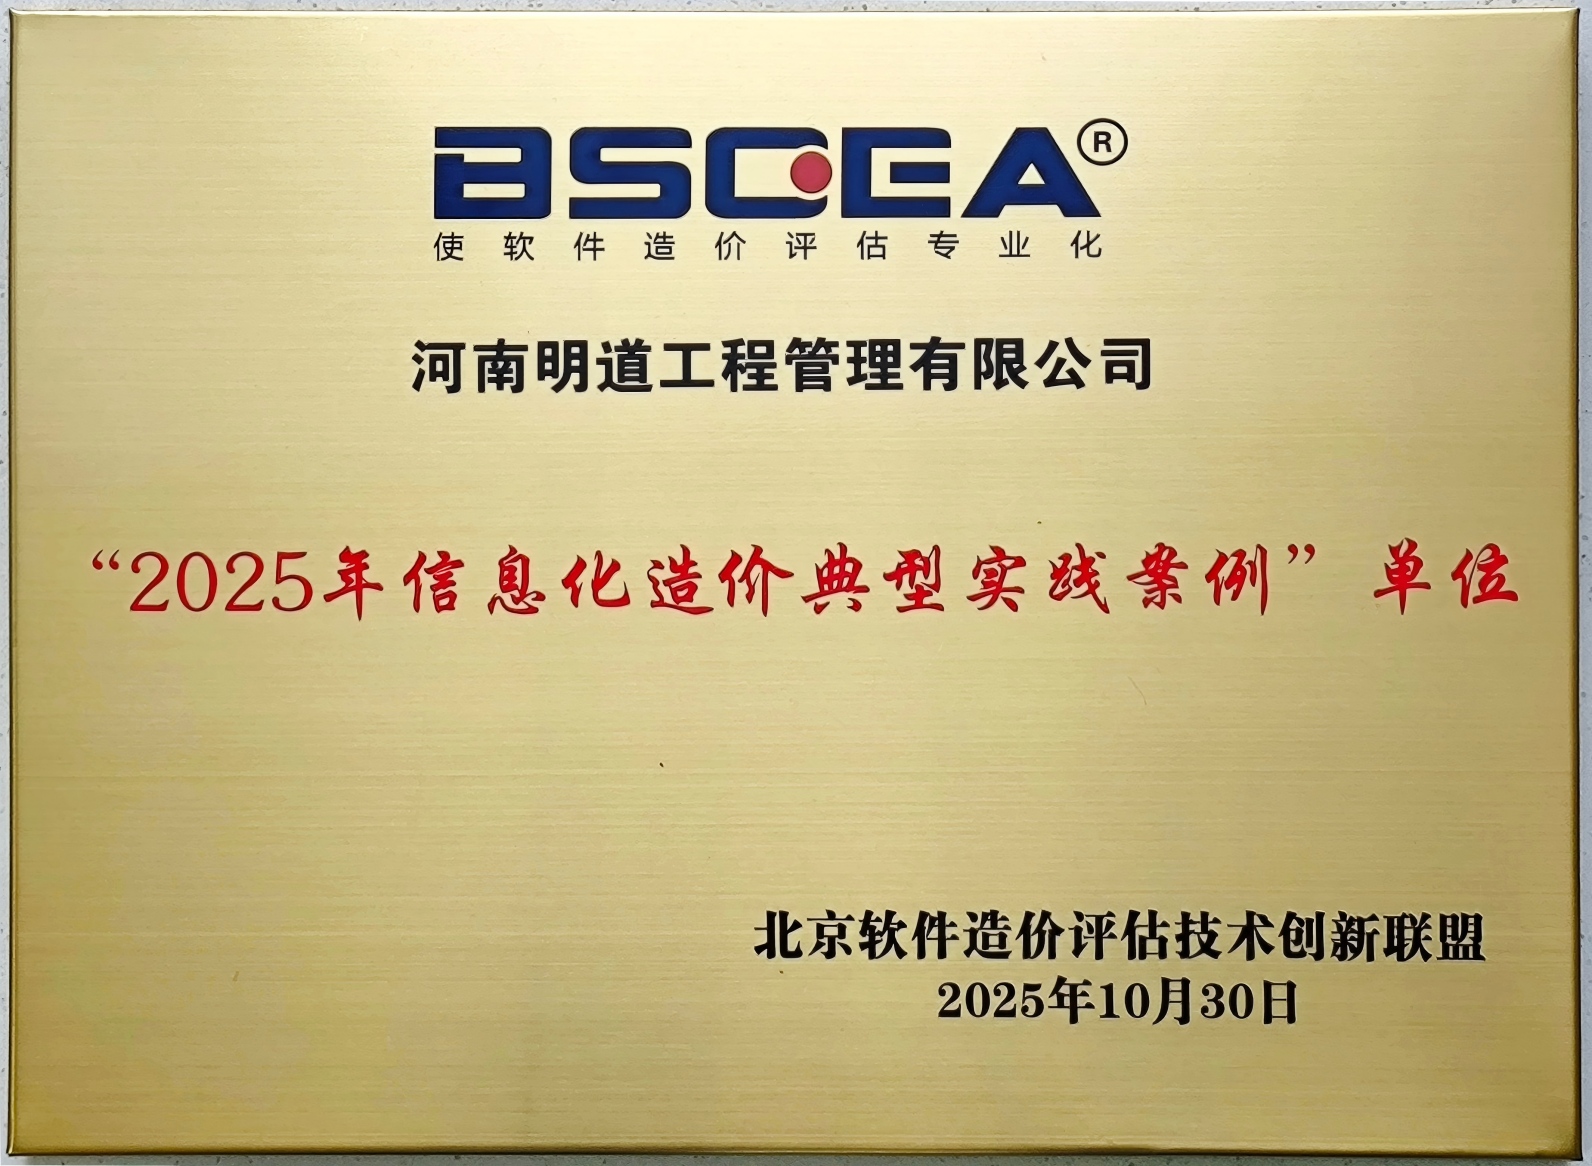 BSCEA®
使软件造价评估专业化
河南明道工程管理有限公司
“2025年信息化造价典型实践案例”单位
北京软件造价评估技术创新联盟
2025年10月30日